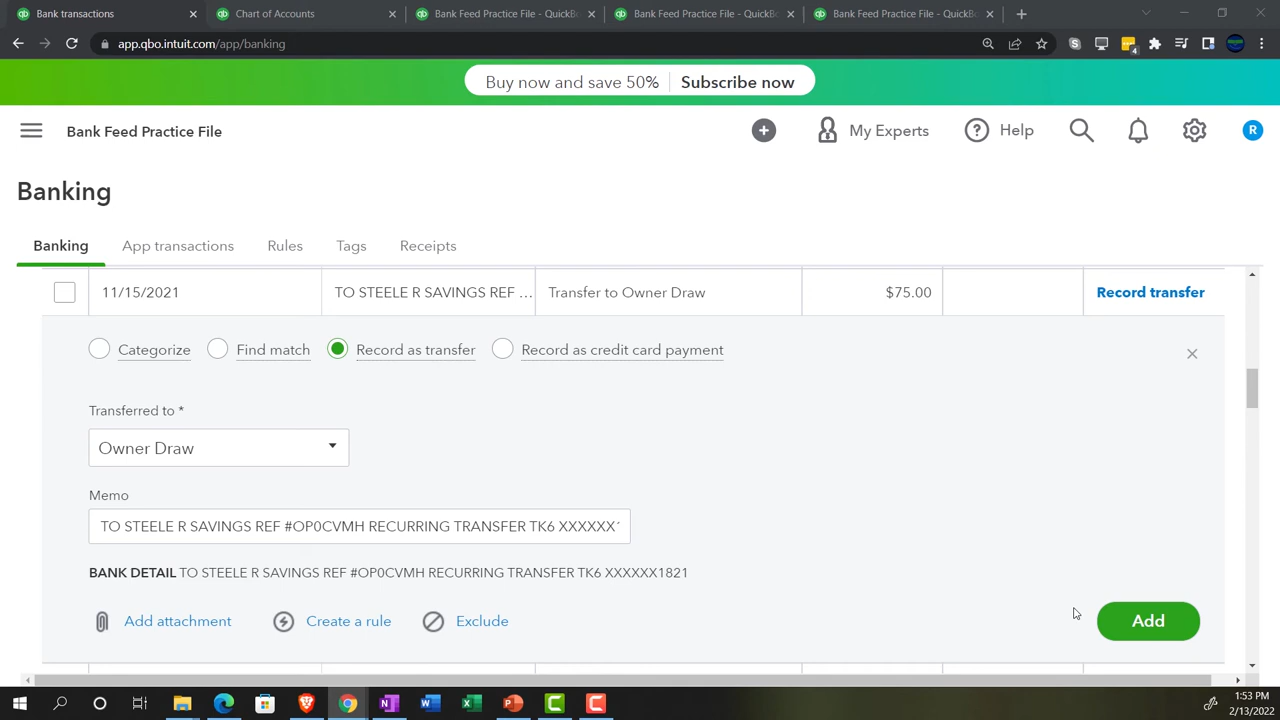 Bank transactions
Chart of Accounts
Bank Feed Practice File - QuickBo
Bank Feed Practice File - QuickBo
Bank Feed Practice File - QuickBo
app.qbo.intuit.com/app/banking
4
Buy now and save 50% Subscribe now
Bank Feed Practice File
My Experts
Help
R
Banking
Banking App transactions Rules Tags Receipts
11/15/2021 TO STEELE R SAVINGS REF ... Transfer to Owner Draw $75.00 Record transfer
Categorize Find match Record as transfer Record as credit card payment
Transferred to *
Owner Draw
Memo
TO STEELE R SAVINGS REF #OP0CVMH RECURRING TRANSFER TK6 XXXXXX1
BANK DETAIL TO STEELE R SAVINGS REF #OP0CVMH RECURRING TRANSFER TK6 XXXXXX1821
Add attachment Create a rule Exclude
Add
1:53 PM
2/13/2022